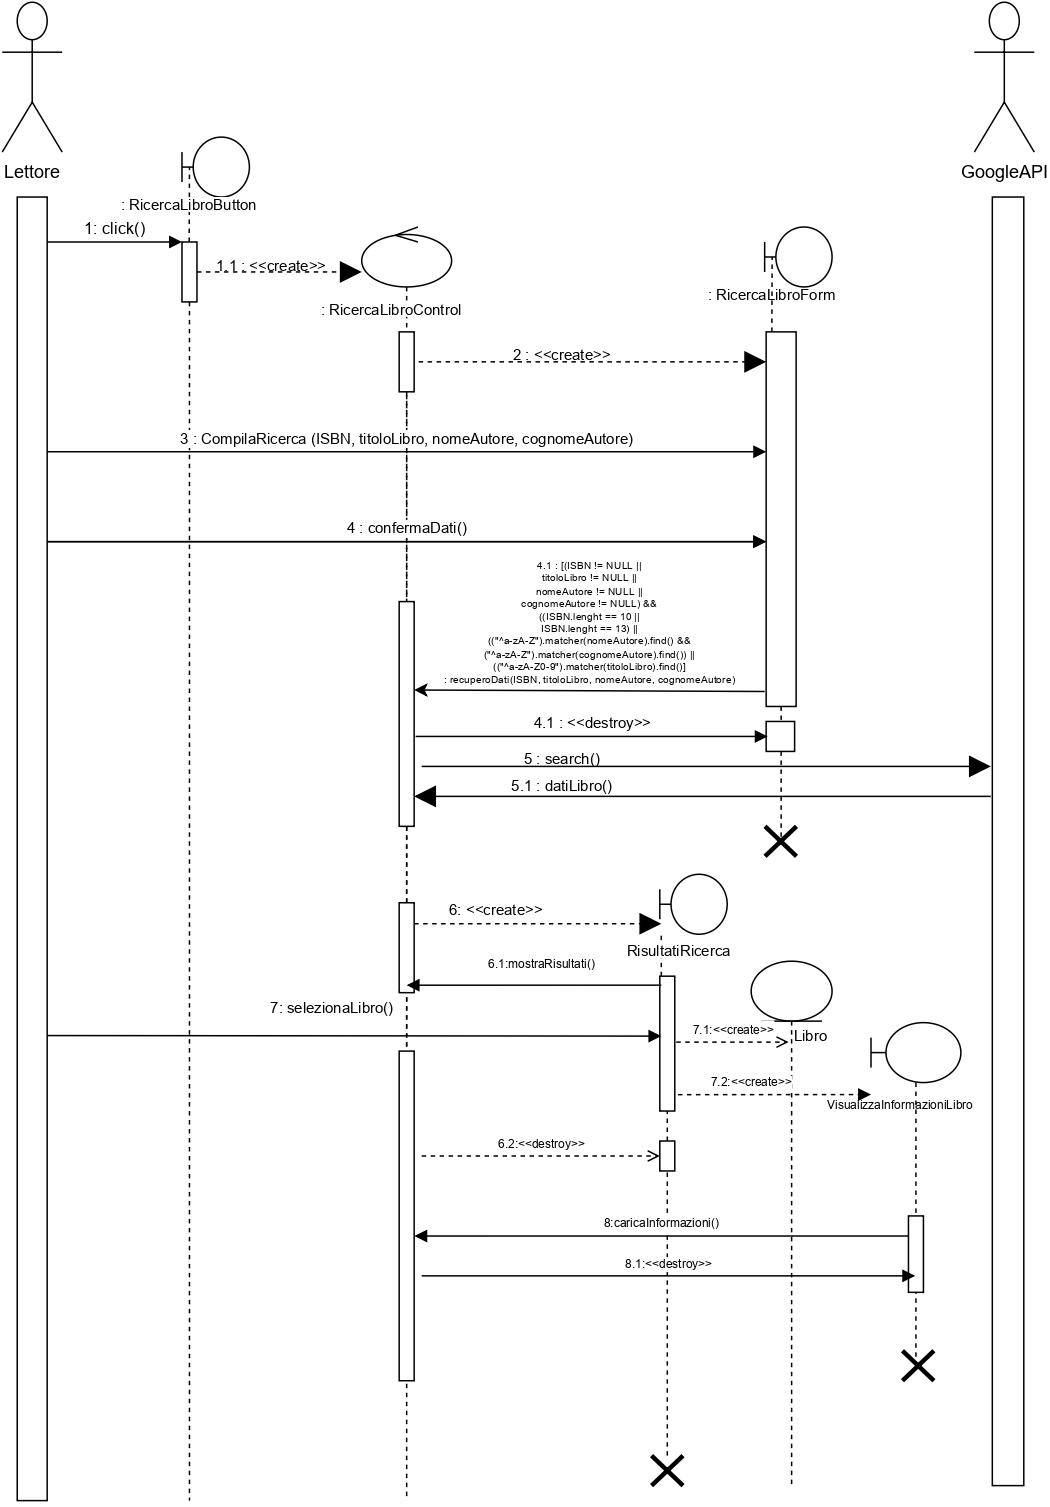 Lettore
GoogleAPI
: RicercaLibroButton
1: click()
1.1 : <<create>>
: RicercaLibroForm
: RicercaLibroControl
2 : <<create>>
3 : CompilaRicerca (ISBN, titoloLibro, nomeAutore, cognomeAutore)
4 : confermaDati()
4.1 : [(ISBN != NULL ||
titoloLibro != NULL ||
nomeAutore != NULL ||
cognomeAutore != NULL) &&
((ISBN.lenght == 10 ||
ISBN.lenght == 13) ||
(("^a-zA-Z").matcher(nomeAutore).find() &&
("^a-zA-Z").matcher(cognomeAutore).find()) ||
(("^a-zA-Z0-9").matcher(titoloLibro).find()]
: recuperoDati(ISBN, titoloLibro, nomeAutore, cognomeAutore)
4.1 : <<destroy>>
5 : search()
5.1 : datiLibro()
6: <<create>>
RisultatiRicerca
6.1:mostraRisultati()
7: selezionaLibro()
7.1:<<create>>
Libro
7.2:<<create>>
VisualizzaInformazioniLibro
6.2:<<destroy>>
8:caricaInformazioni()
8.1:<<destroy>>